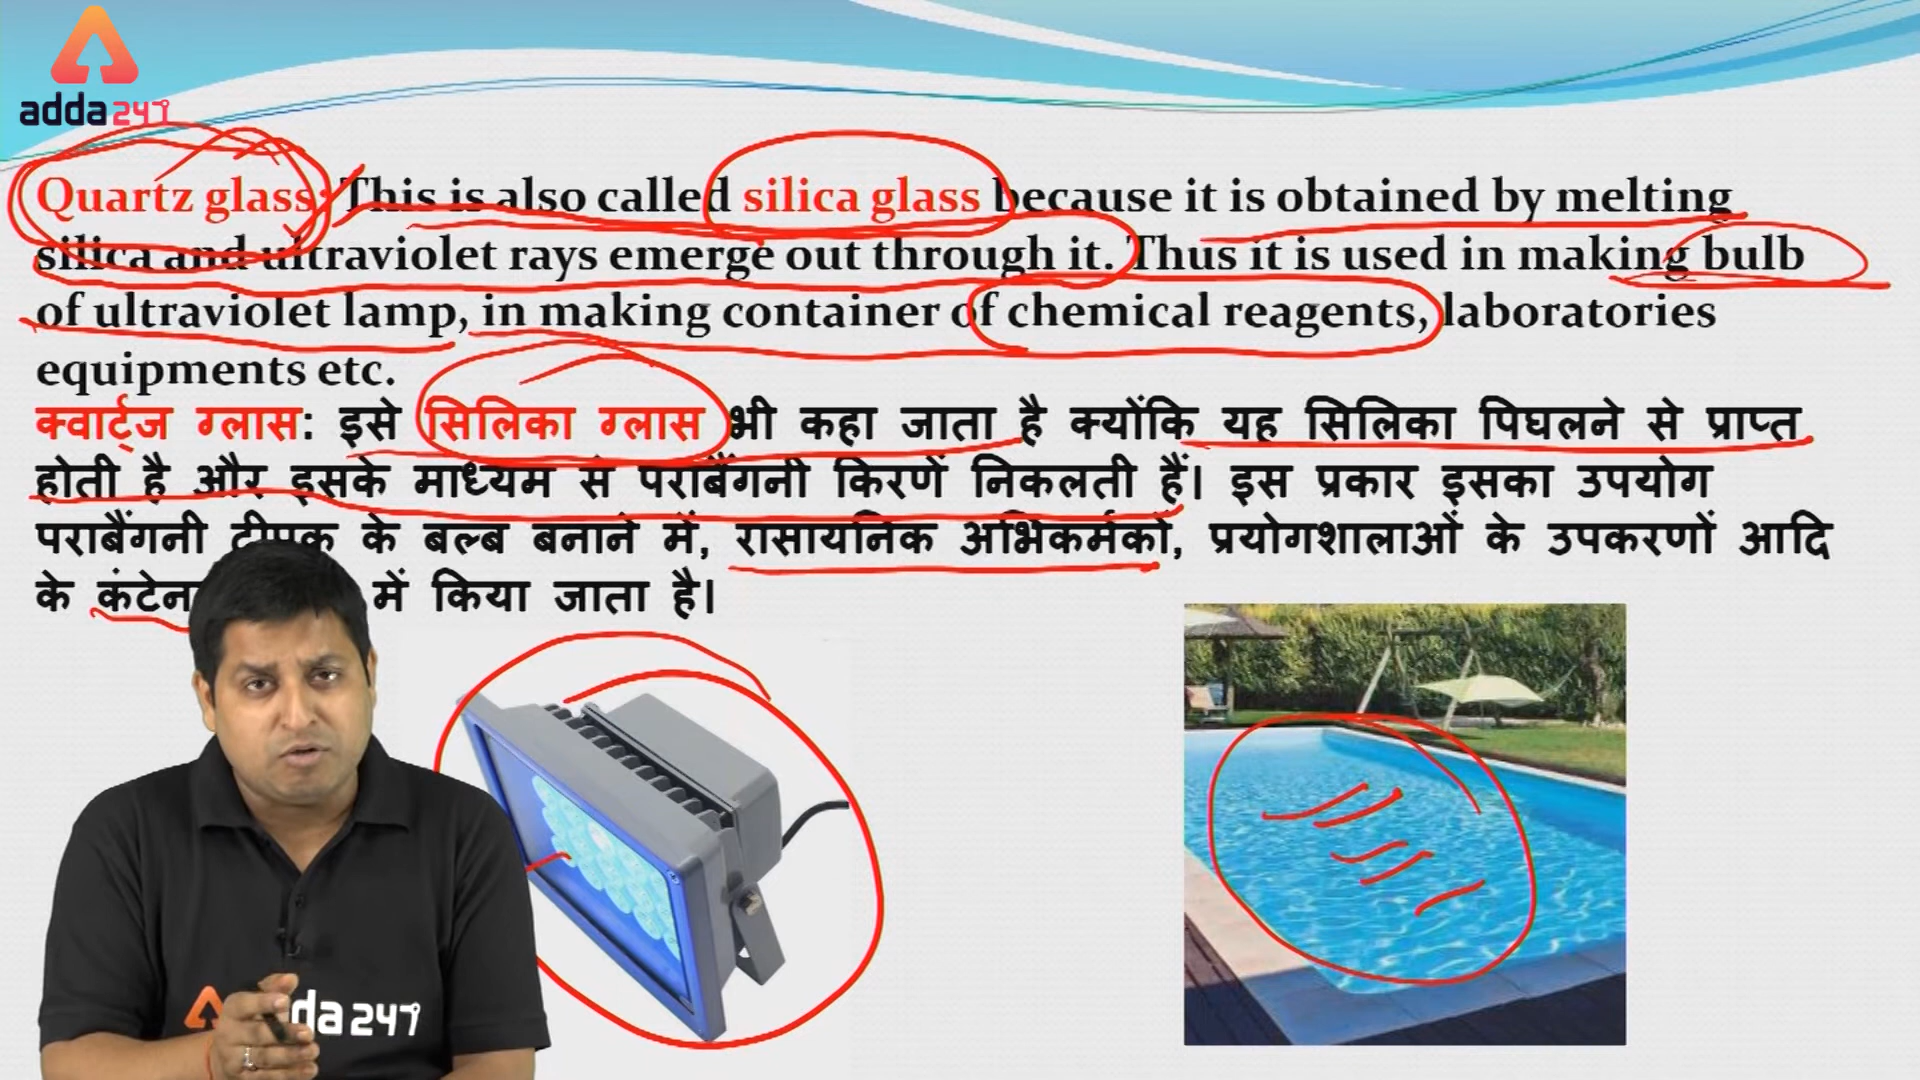 adda247
Quartz glass: This is also called silica glass because it is obtained by melting
silica and ultraviolet rays emerge out through it. Thus it is used in making bulb
of ultraviolet lamp, in making container of chemical reagents, laboratories
equipments etc.
क्वार्ट्ज ग्लास: इसे सिलिका ग्लास भी कहा जाता है क्योंकि यह सिलिका पिघलने से प्राप्त
होती है और इसके माध्यम से पराबैंगनी किरणें निकलती हैं। इस प्रकार इसका उपयोग
पराबैंगनी दीपक के बल्ब बनाने में, रासायनिक अभिकर्मकों, प्रयोगशालाओं के उपकरणों आदि
के में किया जाता है।
da247